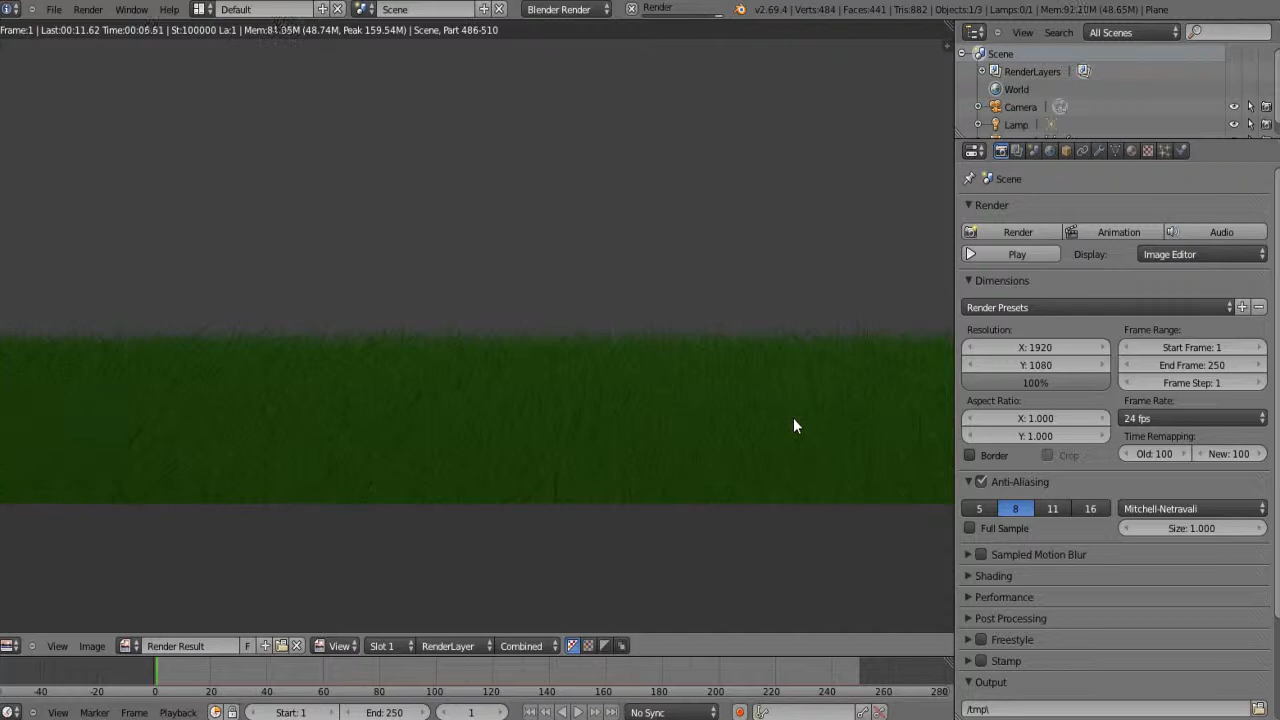 File Render Window Help Default Scene Blender Render Render v2.69.4 | Verts:484 | Faces:441 | Tris:882 | Objects:1/3 | Lamps:0/1 | Mem:92.20M (48.65M) | Plane
Frame:1 | Last:00:11.62 Time:00:05.51 | St:100000 La:1 | Mem:81.05M (48.74M, Peak 159.54M) | Scene, Part 486-510
View Search All Scenes
Scene
RenderLayers |
World
Camera |
Lamp |
Scene
Render
Render Animation Audio
Play Display: Image Editor
Dimensions
Render Presets
Resolution: Frame Range:
X: 1920 Start Frame: 1
Y: 1080 End Frame: 250
100% Frame Step: 1
Aspect Ratio: Frame Rate:
X: 1.000 24 fps
Y: 1.000 Time Remapping:
Border Crop Old: 100 New: 100
Anti-Aliasing
5 8 11 16 Mitchell-Netravali
Full Sample Size: 1.000
Sampled Motion Blur
Shading
Performance
Post Processing
Freestyle
Stamp
Output
/tmp\
View Image Render Result F View Slot 1 RenderLayer Combined
-40 -20 0 20 40 60 80 100 120 140 160 180 200 220 240 260 280
View Marker Frame Playback Start: 1 End: 250 1 No Sync